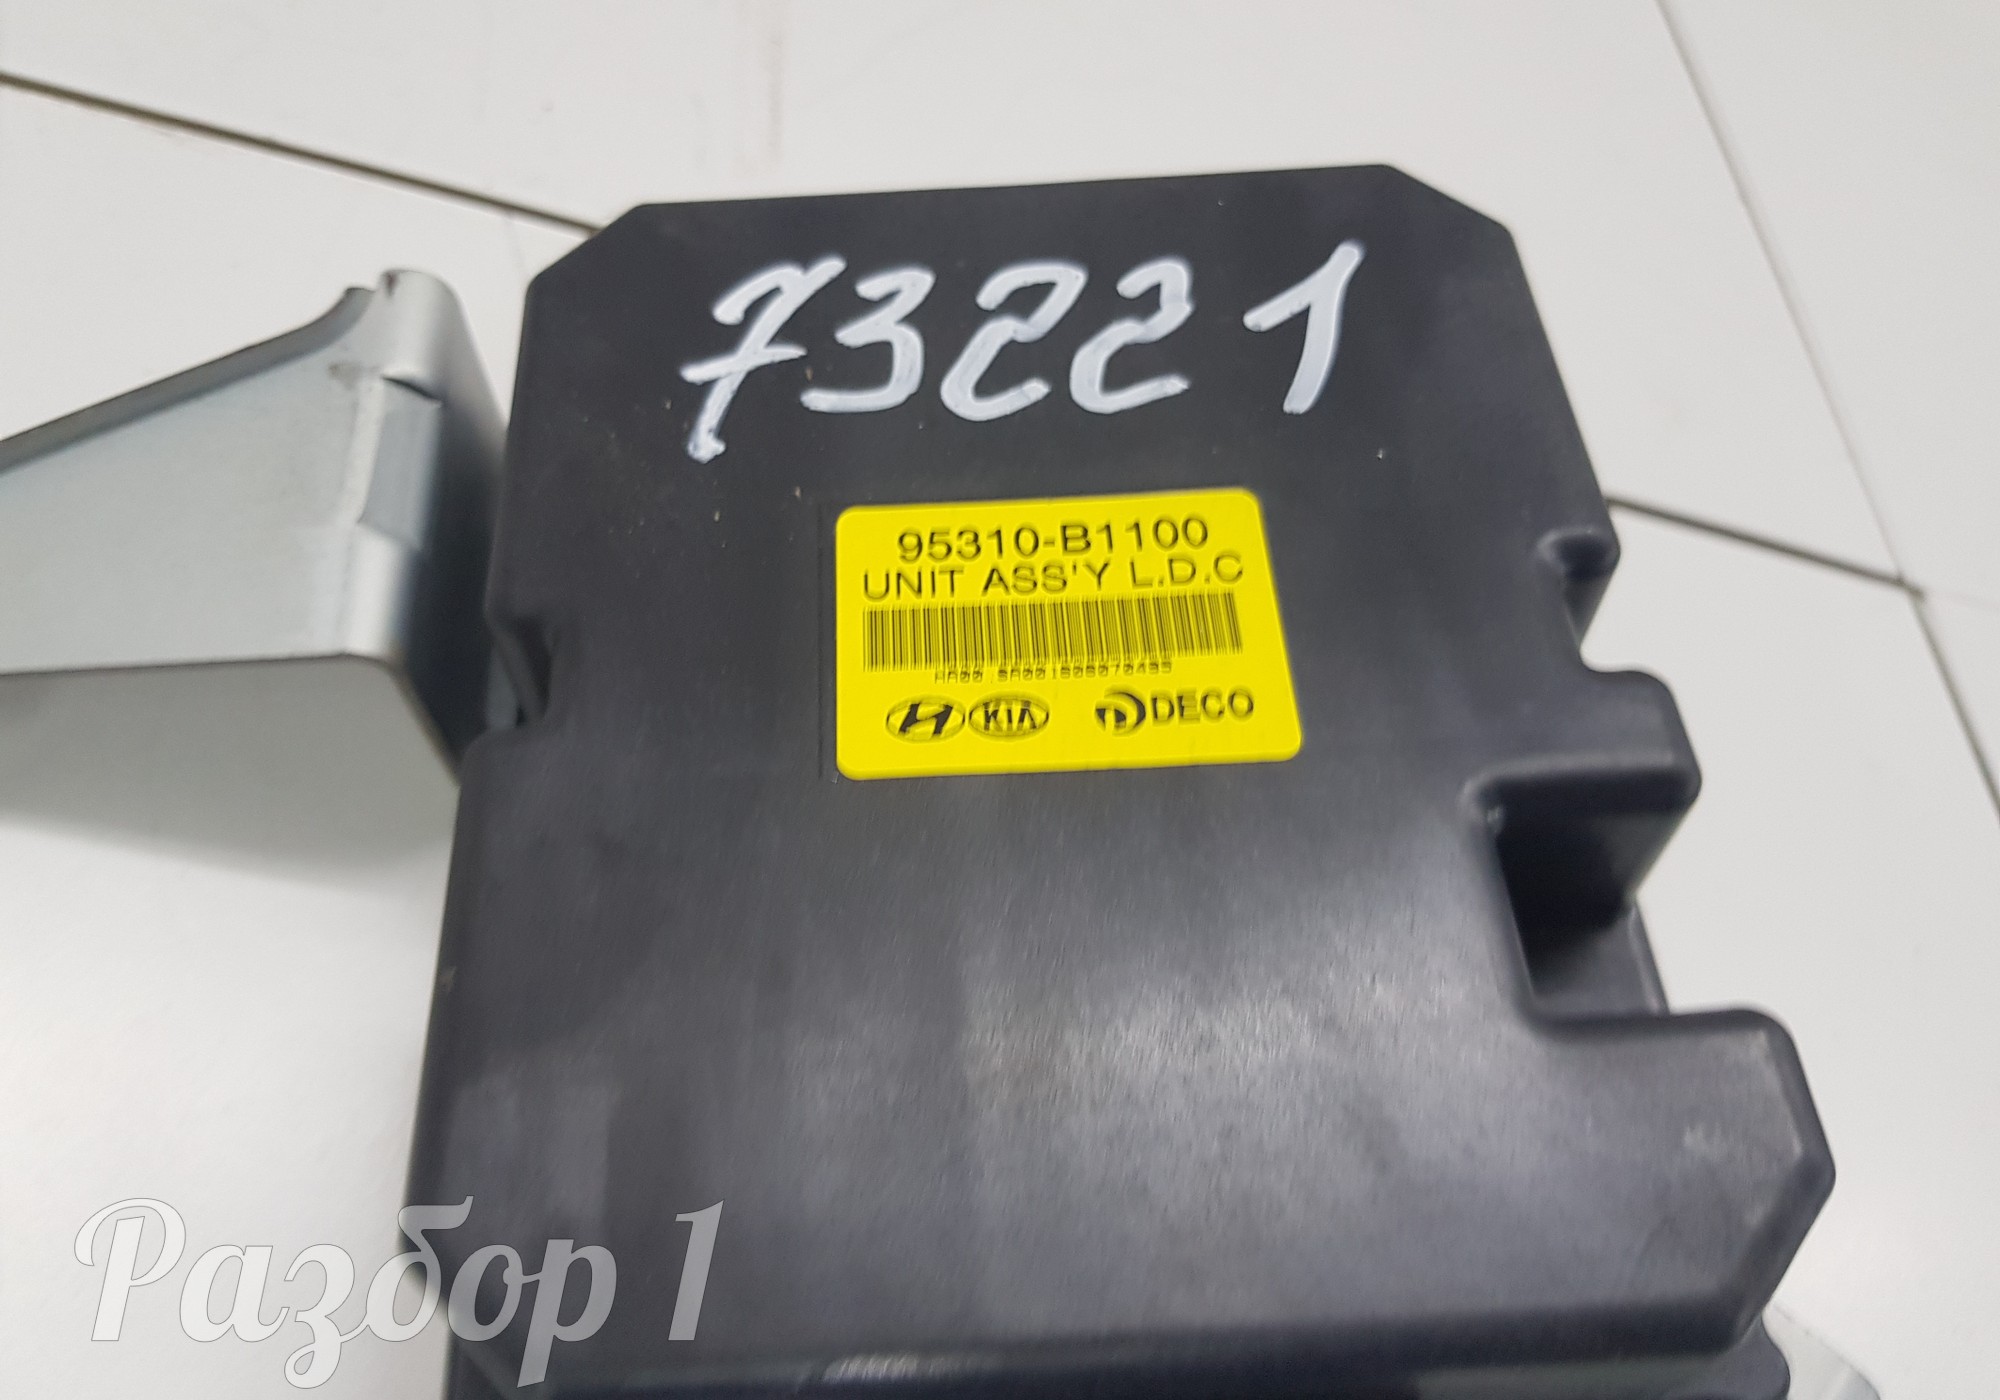 73221
95310-B1100
UNIT ASS'Y L.D.C
KIA DECO
Разбор 1